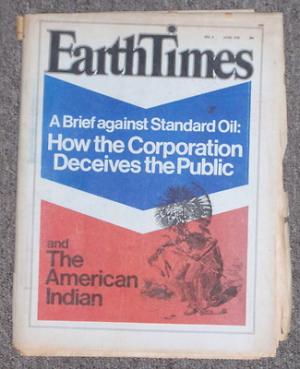 EarthTimes
A Brief against Standard Oil:
How the Corporation
Deceives the Public
and
The
American
Indian